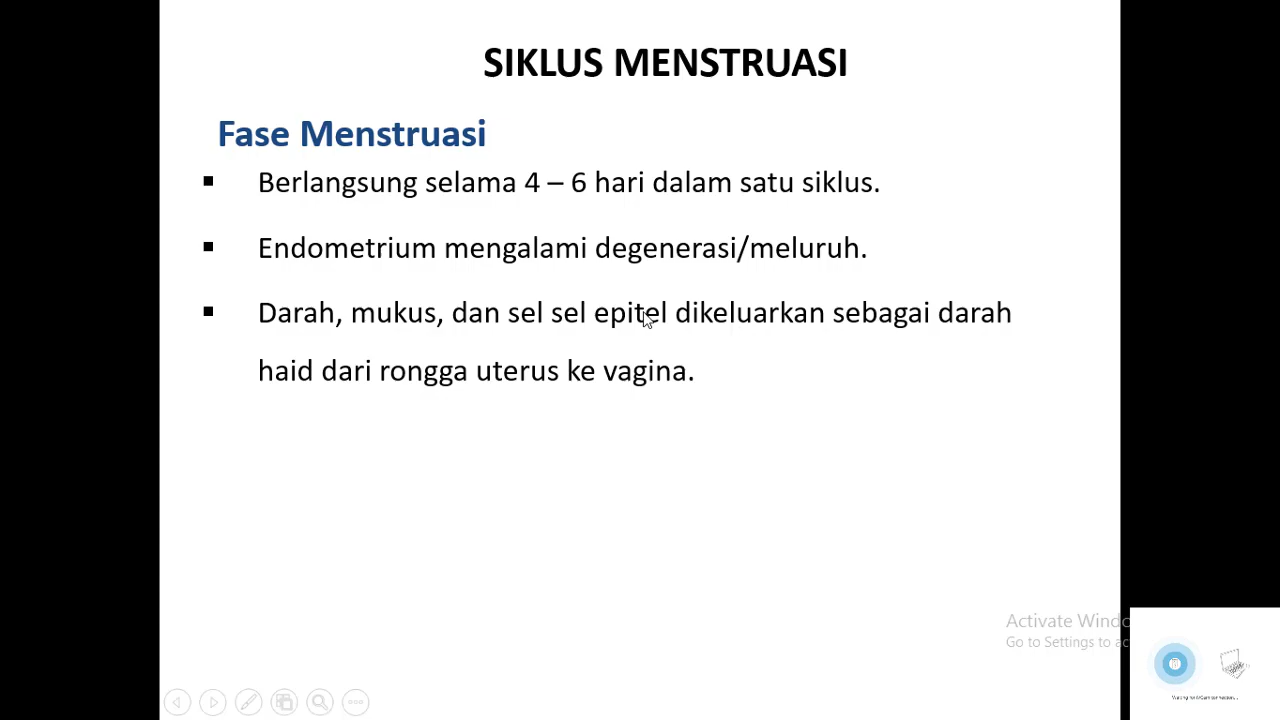 SIKLUS MENSTRUASI
Fase Menstruasi
▪ Berlangsung selama 4 – 6 hari dalam satu siklus.
▪ Endometrium mengalami degenerasi/meluruh.
▪ Darah, mukus, dan sel sel epitel dikeluarkan sebagai darah
haid dari rongga uterus ke vagina.
Activate Windo
Go to Settings to ac